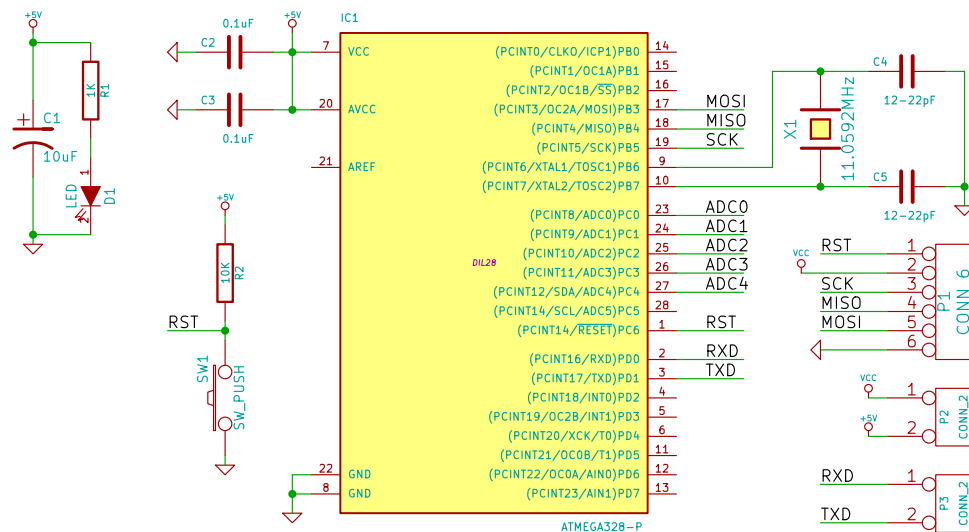 +5V
1K
R1
C1
10uF
1
LED
D1
2
C2
0.1uF
+5V
C3
0.1uF
+5V
10K
R2
RST
SW1
SW_PUSH
IC1
7 VCC
20 AVCC
21 AREF
22 GND
8 GND
DIL28
(PCINT0/CLKO/ICP1)PB0 14
(PCINT1/OC1A)PB1 15
(PCINT2/OC1B/SS)PB2 16
(PCINT3/OC2A/MOSI)PB3 17 MOSI
(PCINT4/MISO)PB4 18 MISO
(PCINT5/SCK)PB5 19 SCK
(PCINT6/XTAL1/TOSC1)PB6 9
(PCINT7/XTAL2/TOSC2)PB7 10
(PCINT8/ADC0)PC0 23 ADC0
(PCINT9/ADC1)PC1 24 ADC1
(PCINT10/ADC2)PC2 25 ADC2
(PCINT11/ADC3)PC3 26 ADC3
(PCINT12/SDA/ADC4)PC4 27 ADC4
(PCINT14/SCL/ADC5)PC5 28
(PCINT14/RESET)PC6 1 RST
(PCINT16/RXD)PD0 2 RXD
(PCINT17/TXD)PD1 3 TXD
(PCINT18/INT0)PD2 4
(PCINT19/OC2B/INT1)PD3 5
(PCINT20/XCK/T0)PD4 6
(PCINT21/OC0B/T1)PD5 11
(PCINT22/OC0A/AIN0)PD6 12
(PCINT23/AIN1)PD7 13
ATMEGA328-P
X1
11.0592MHz
C4
12-22pF
C5
12-22pF
RST 1
VCC 2
SCK 3
MISO 4
MOSI 5
6
P1
CONN_6
VCC 1
+5V 2
P2
CONN_2
RXD 1
TXD 2
P3
CONN_2